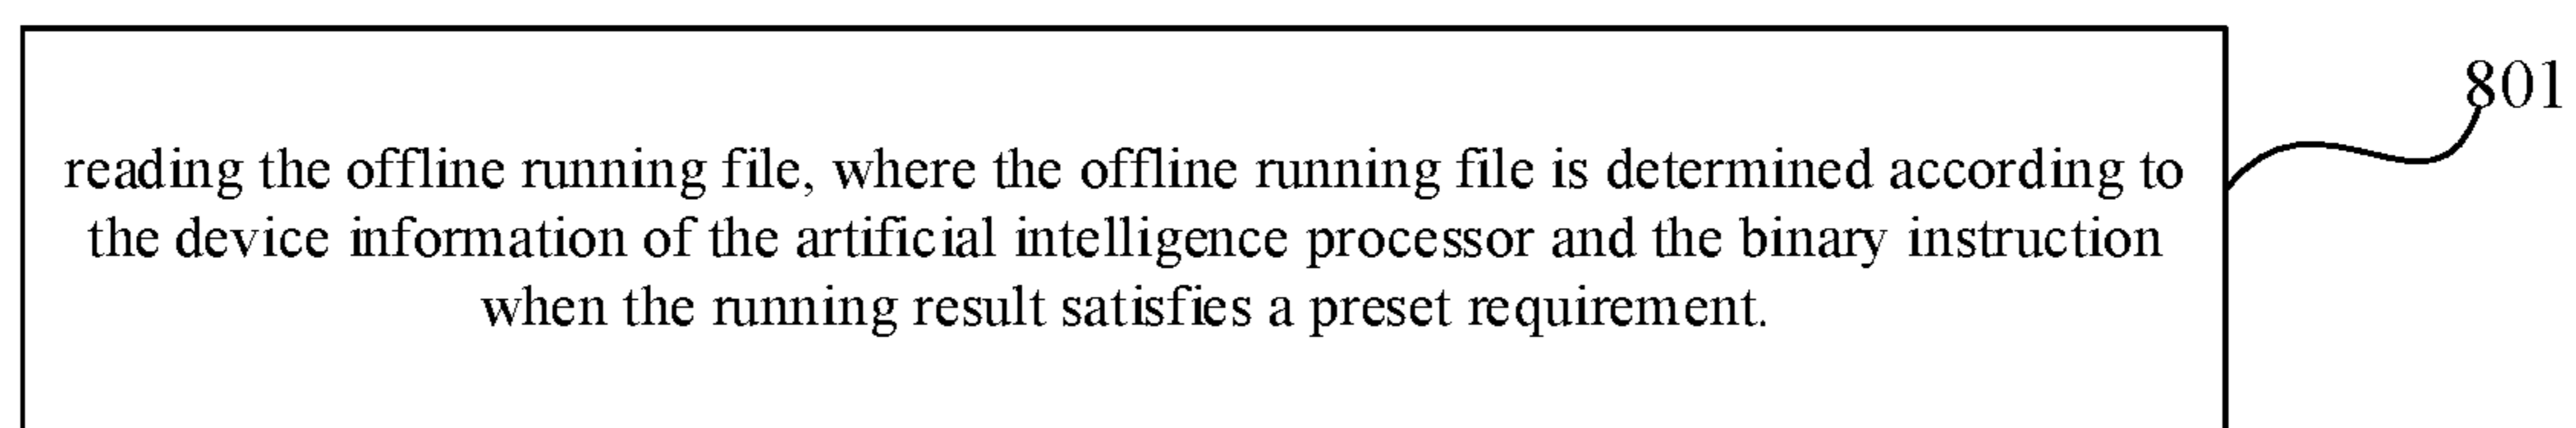 801
reading the offline running file, where the offline running file is determined according to
the device information of the artificial intelligence processor and the binary instruction
when the running result satisfies a preset requirement.